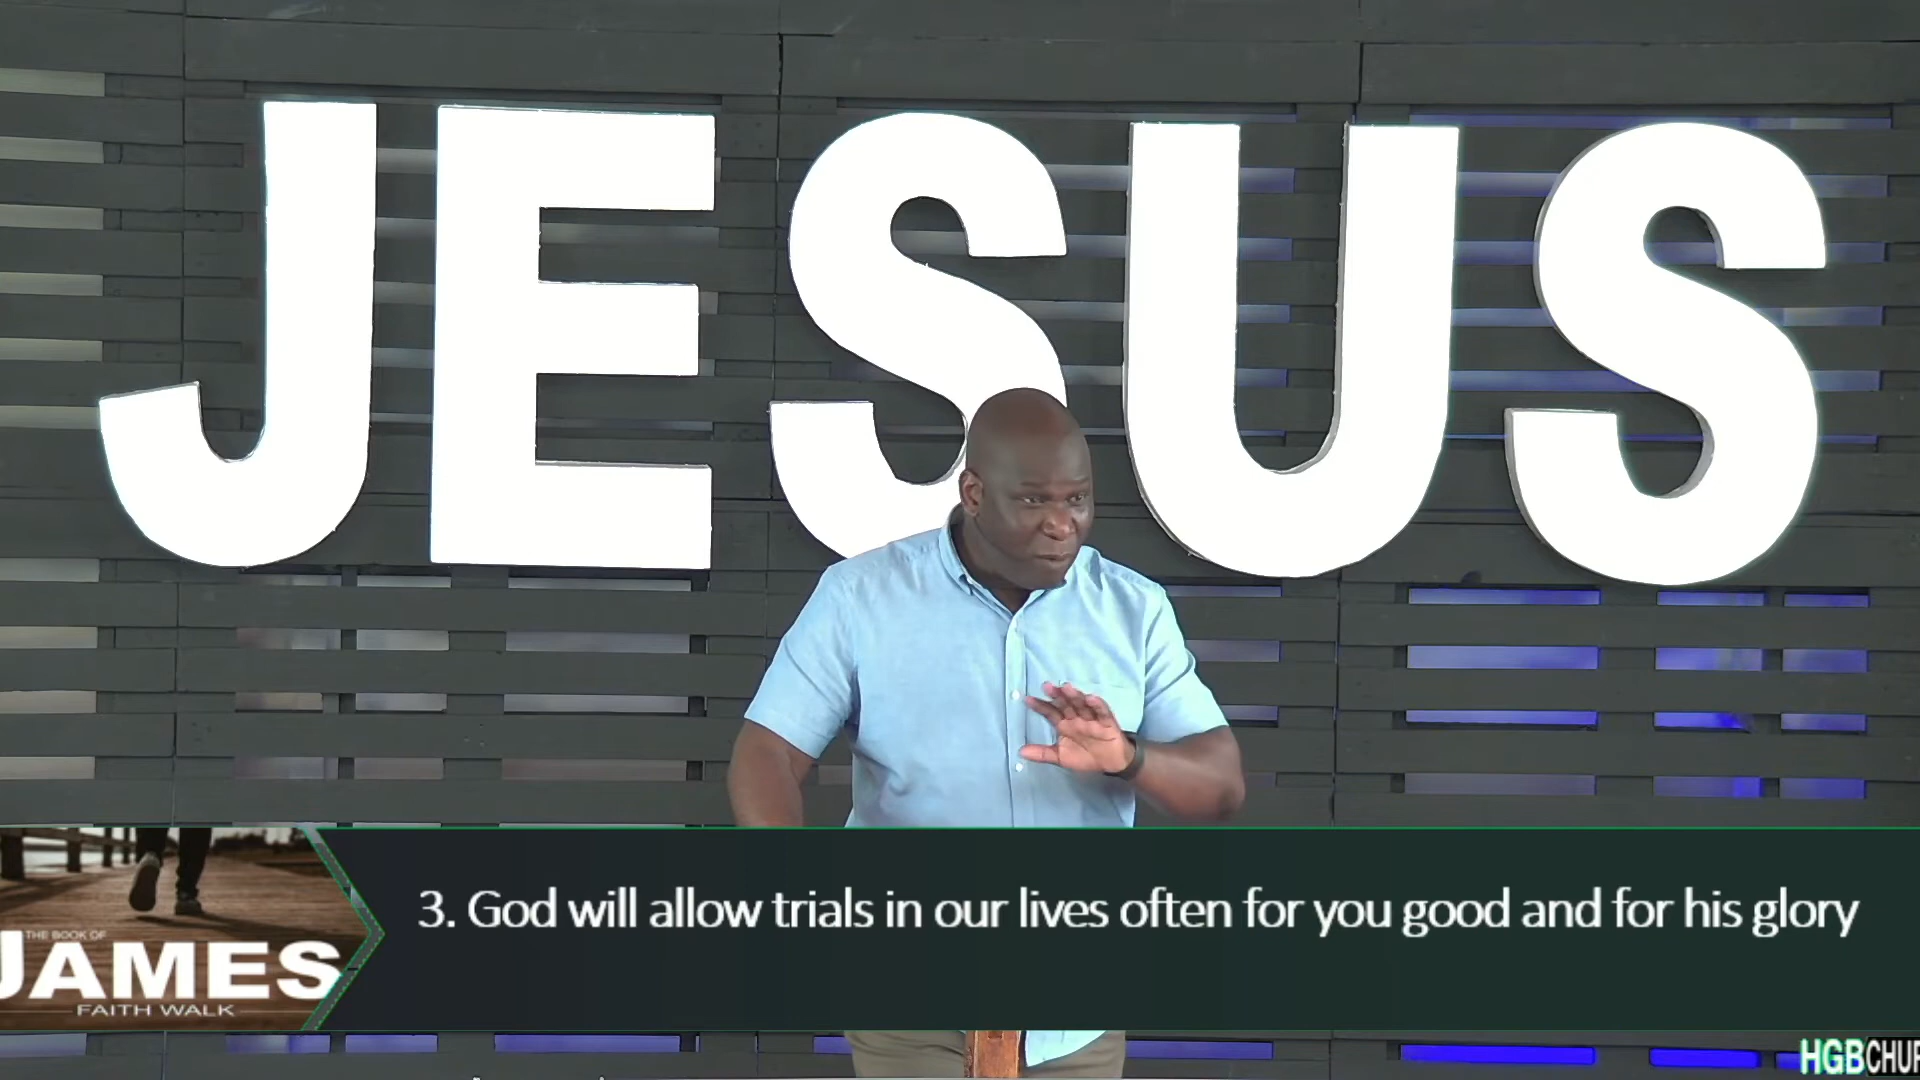 JESUS
3. God will allow trials in our lives often for you good and for his glory
THE BOOK OF
JAMES
FAITH WALK
HGBCHUR